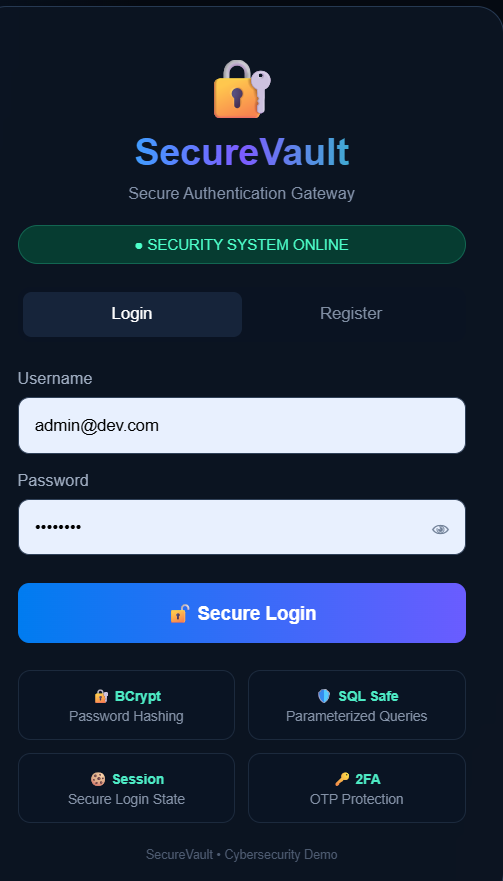 SecureVault
Secure Authentication Gateway
● SECURITY SYSTEM ONLINE
Login Register
Username
admin@dev.com
Password
••••••••
🔓 Secure Login
🔐 BCrypt
Password Hashing
🛡️ SQL Safe
Parameterized Queries
🍪 Session
Secure Login State
🔑 2FA
OTP Protection
SecureVault • Cybersecurity Demo